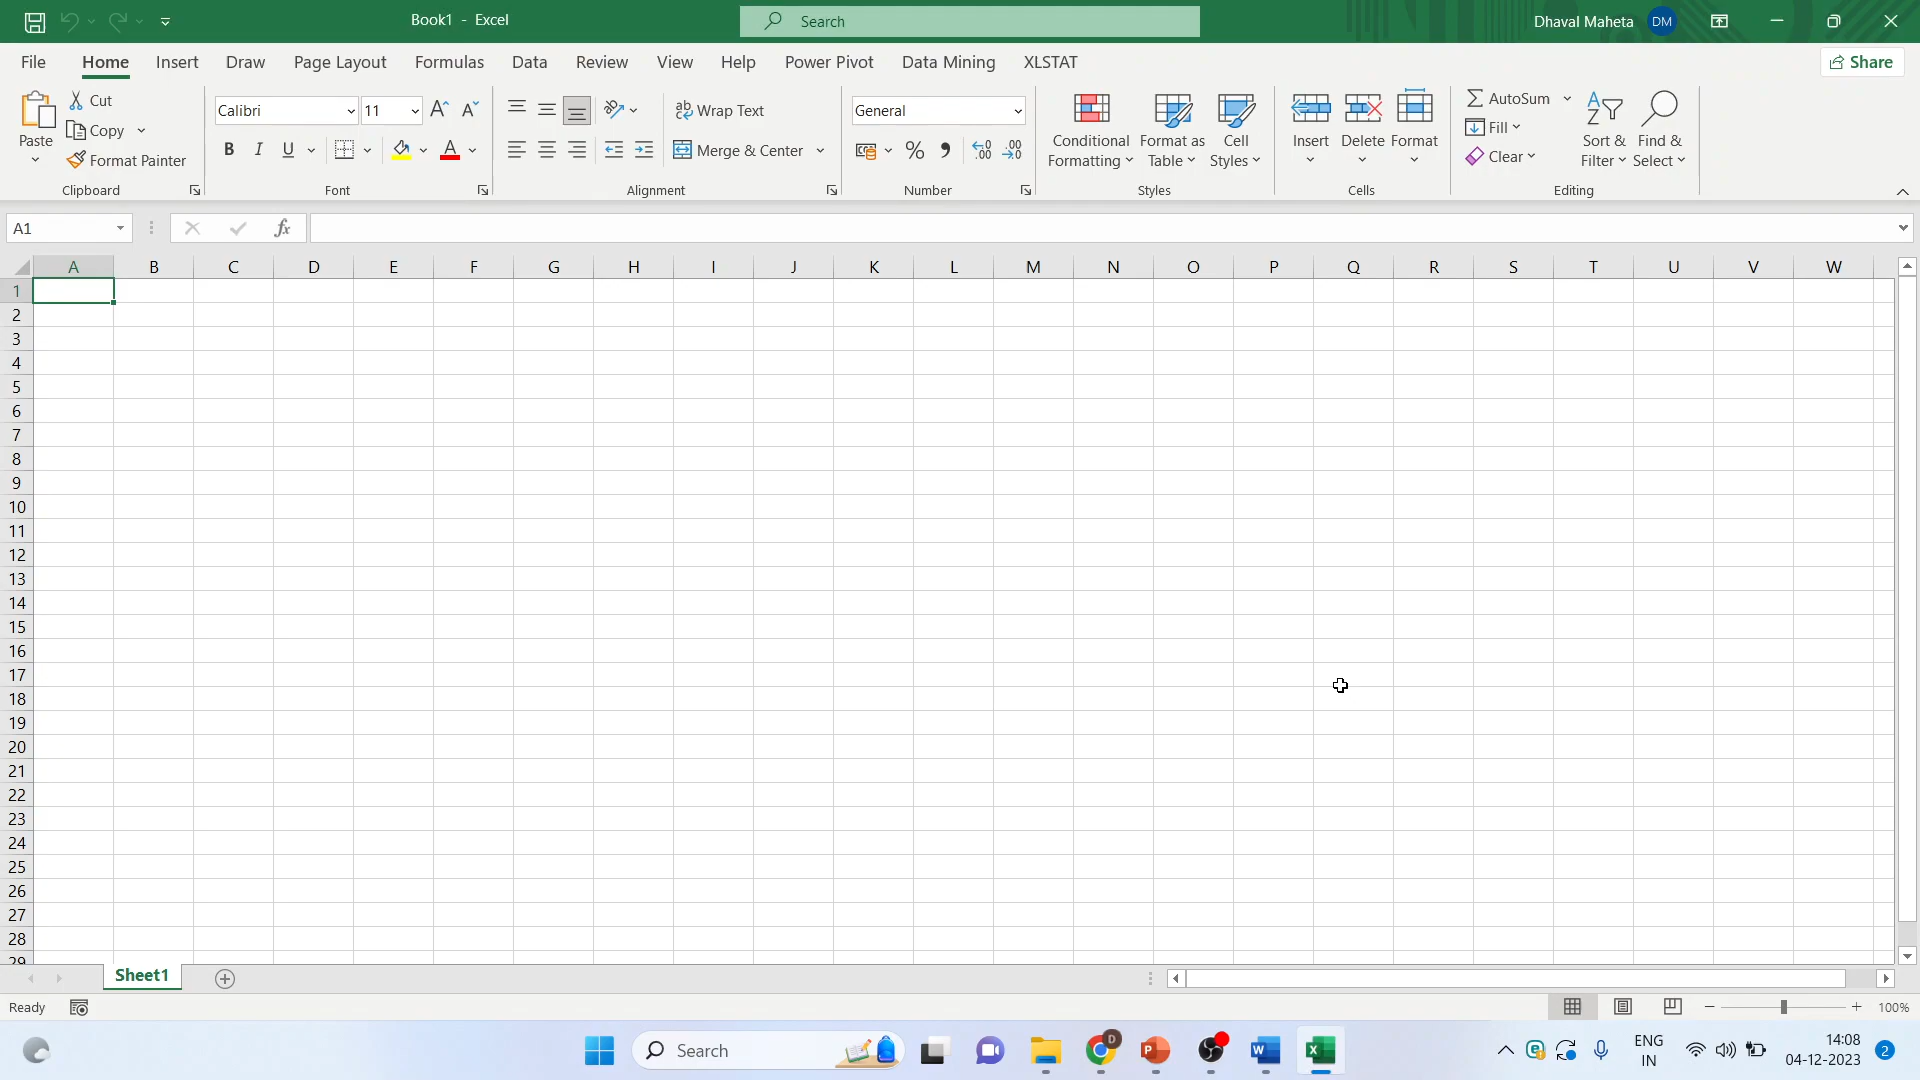 Book1 - Excel
Search
Dhaval Maheta DM
File Home Insert Draw Page Layout Formulas Data Review View Help Power Pivot Data Mining XLSTAT Share
Paste
Cut
Copy
Format Painter
Clipboard
Calibri 11
B I U A
Font
ab Wrap Text
Merge & Center
Alignment
General
% , .00 .00
Number
Conditional Formatting
Format as Table
Cell Styles
Styles
Insert Delete Format
Cells
AutoSum
Fill
Clear
Sort & Filter
Find & Select
Editing
A1 fx
A B C D E F G H I J K L M N O P Q R S T U V W
1
2
3
4
5
6
7
8
9
10
11
12
13
14
15
16
17
18
19
20
21
22
23
24
25
26
27
28
29
Sheet1
Ready 100%
Search
ENG
IN
14:08
04-12-2023
2